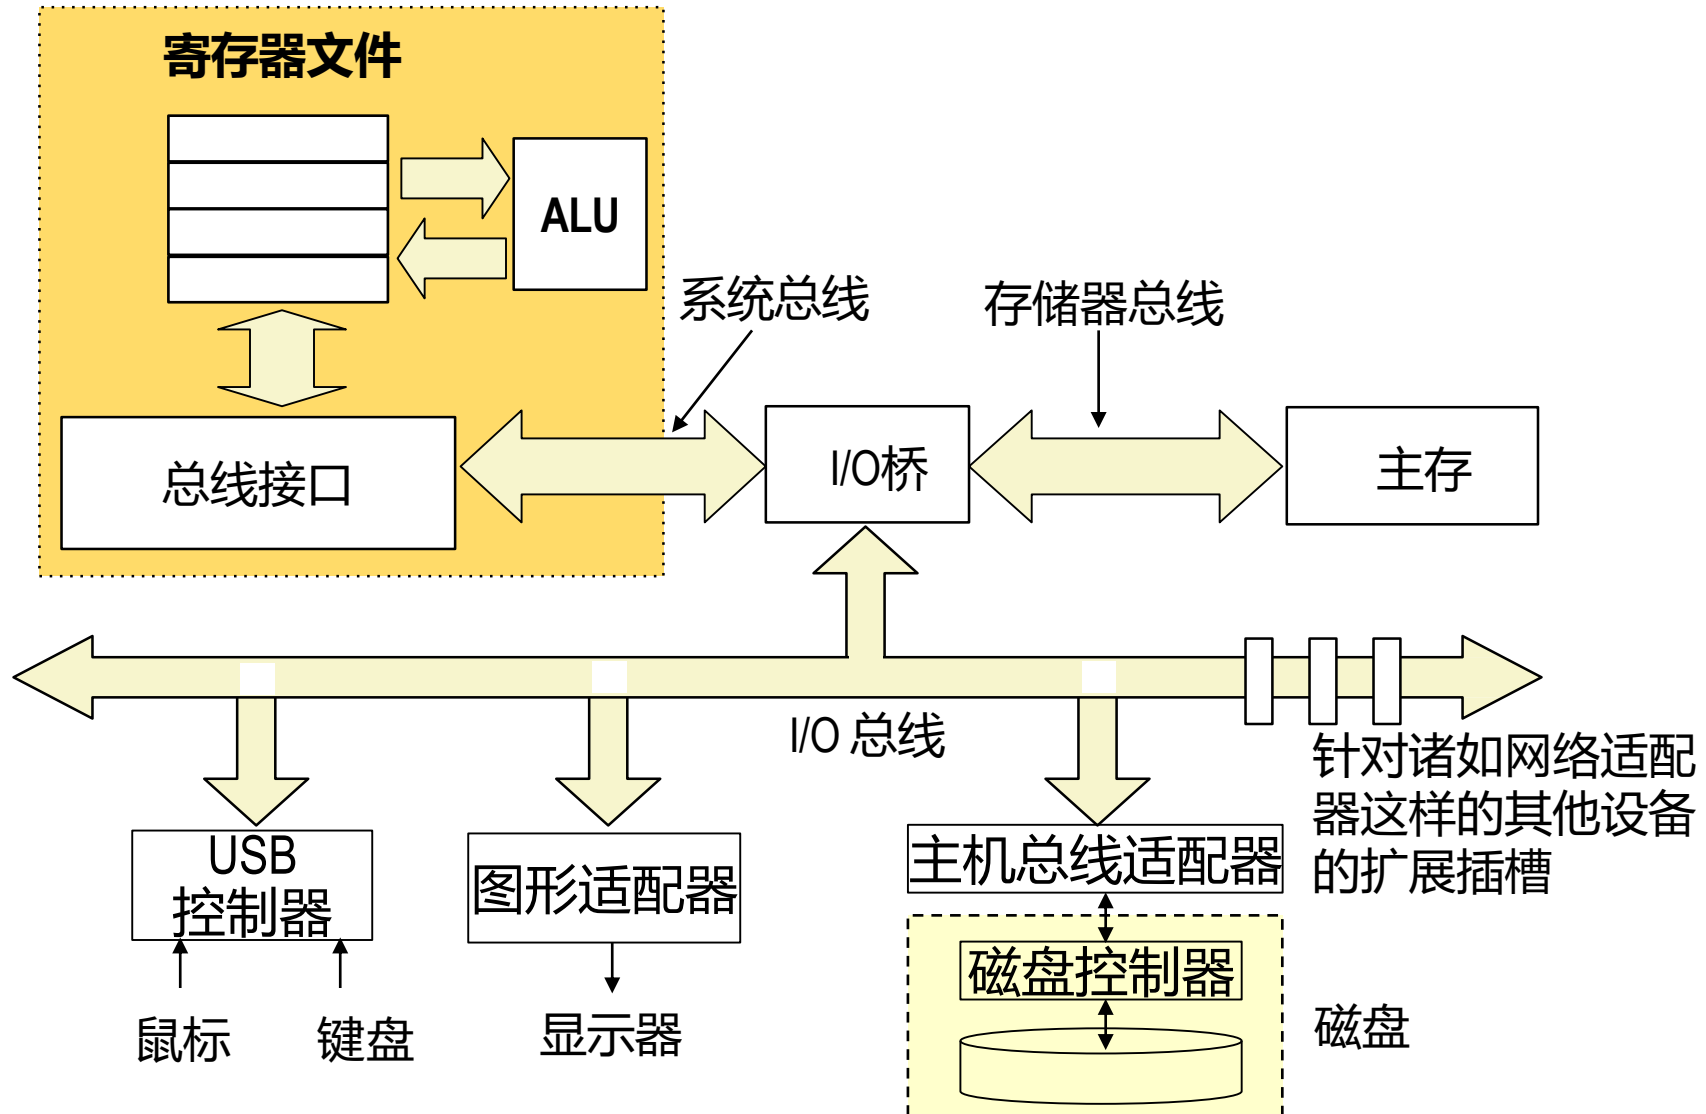 寄存器文件
ALU
系统总线
存储器总线
总线接口
I/O桥
主存
I/O 总线
针对诸如网络适配
器这样的其他设备
的扩展插槽
USB
控制器
图形适配器
主机总线适配器
磁盘控制器
鼠标
键盘
显示器
磁盘